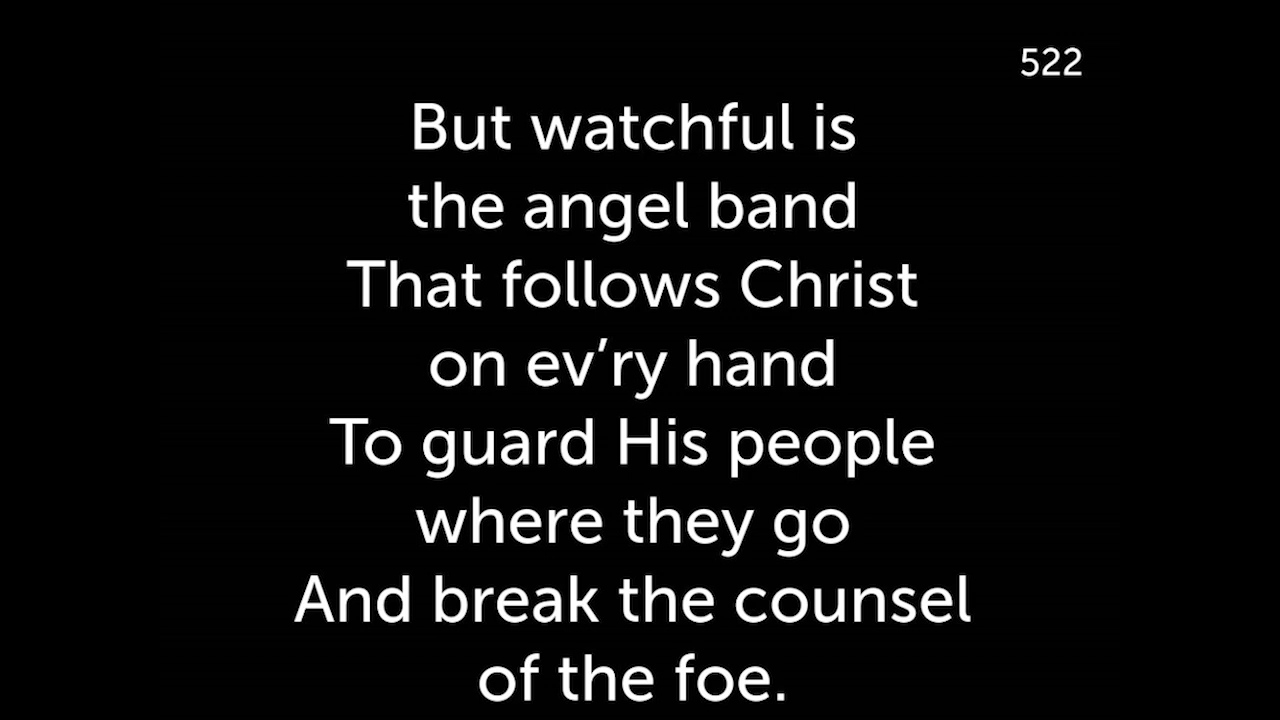 522
But watchful is
the angel band
That follows Christ
on ev’ry hand
To guard His people
where they go
And break the counsel
of the foe.